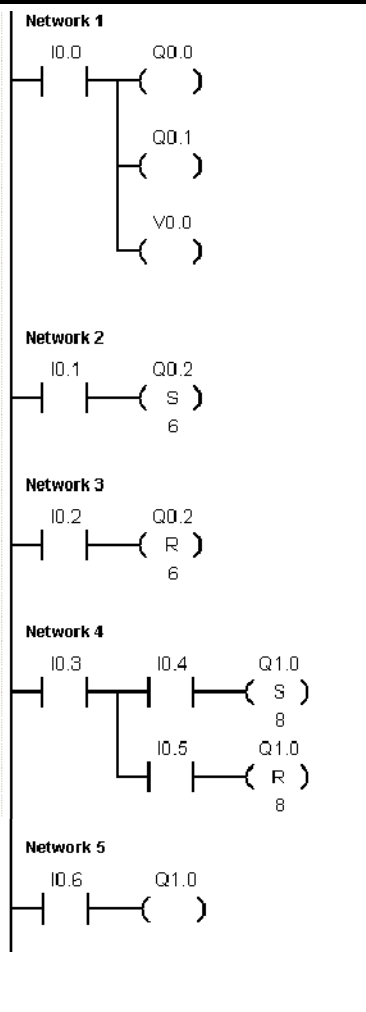 Network 1
I0.0 Q0.0
Q0.1
V0.0
Network 2
I0.1 Q0.2
S
6
Network 3
I0.2 Q0.2
R
6
Network 4
I0.3 I0.4 Q1.0
S
8
I0.5 Q1.0
R
8
Network 5
I0.6 Q1.0